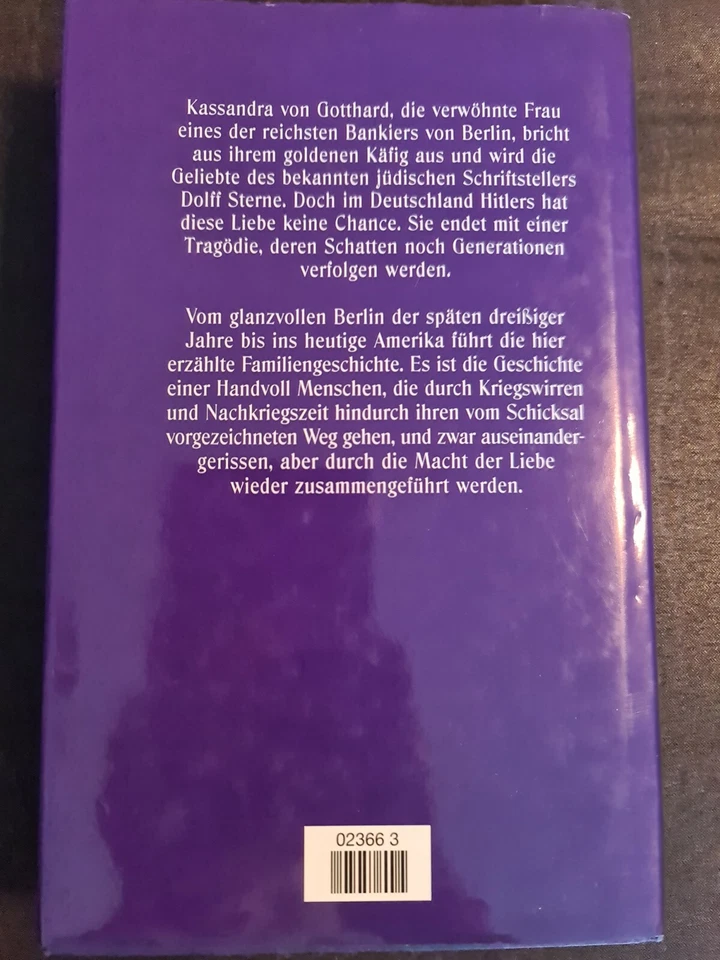 Kassandra von Gotthard, die verwöhnte Frau
eines der reichsten Bankiers von Berlin, bricht
aus ihrem goldenen Käfig aus und wird die
Geliebte des bekannten jüdischen Schriftstellers
Dolff Sterne. Doch im Deutschland Hitlers hat
diese Liebe keine Chance. Sie endet mit einer
Tragödie, deren Schatten noch Generationen
verfolgen werden.
Vom glanzvollen Berlin der späten dreißiger
Jahre bis ins heutige Amerika führt die hier
erzählte Familiengeschichte. Es ist die Geschichte
einer Handvoll Menschen, die durch Kriegswirren
und Nachkriegszeit hindurch ihren vom Schicksal
vorgezeichneten Weg gehen, und zwar auseinander-
gerissen, aber durch die Macht der Liebe
wieder zusammengeführt werden.
02366 3